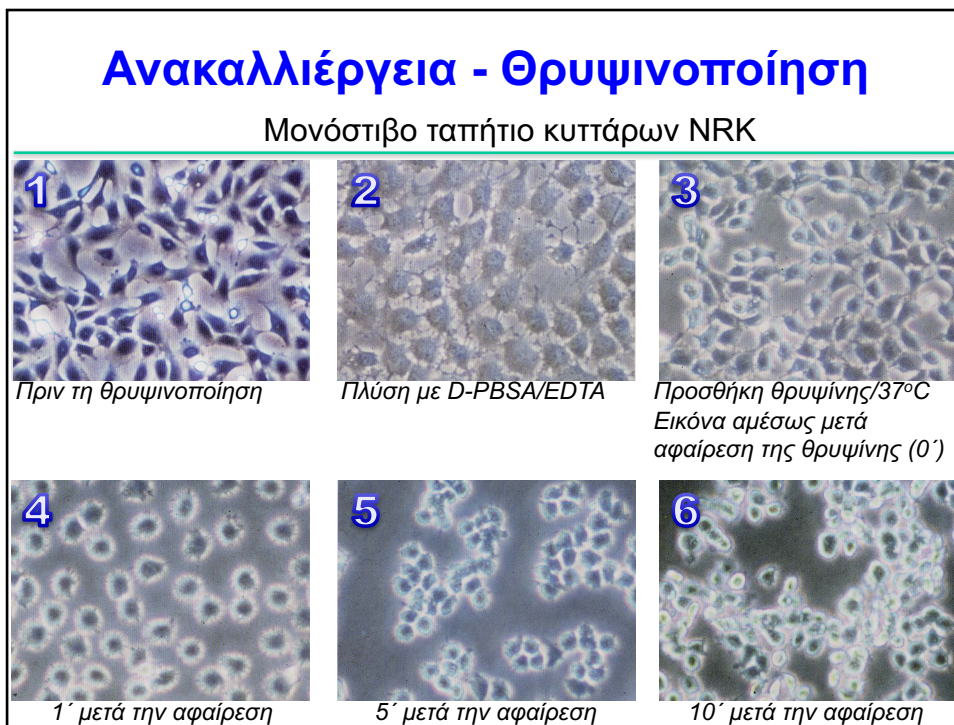 Ανακαλλιέργεια - Θρυψινοποίηση
Μονόστιβο ταπήτιο κυττάρων NRK
1
2
3
Πριν τη θρυψινοποίηση
Πλύση με D-PBSA/EDTA
Προσθήκη θρυψίνης/37°C
Εικόνα αμέσως μετά
αφαίρεση της θρυψίνης (0΄)
4
5
6
1΄ μετά την αφαίρεση
5΄ μετά την αφαίρεση
10΄ μετά την αφαίρεση